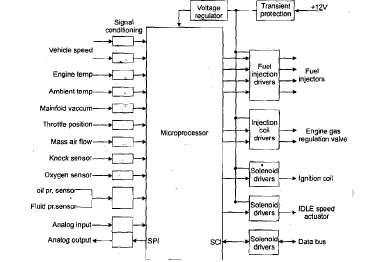 Signal
conditioning
Voltage
regulator
Transient
protection
+12V
Vehicle speed
Engine temp
Ambient temp
Mainfold vaccum
Throttle position
Mass air flow
Knock sensor
Oxygen sensor
oil pr. sensor
Fluid pr.sensor
Analog input
Analog output
Microprocessor
SPI
SCI
Fuel
injection
drivers
Fuel
injectors
Injection
coil
drivers
Engine gas
regulation valve
Solenoid
drivers
Ignition coil
Solenoid
drivers
IDLE speed
actuator
Solenoid
drivers
Data bus